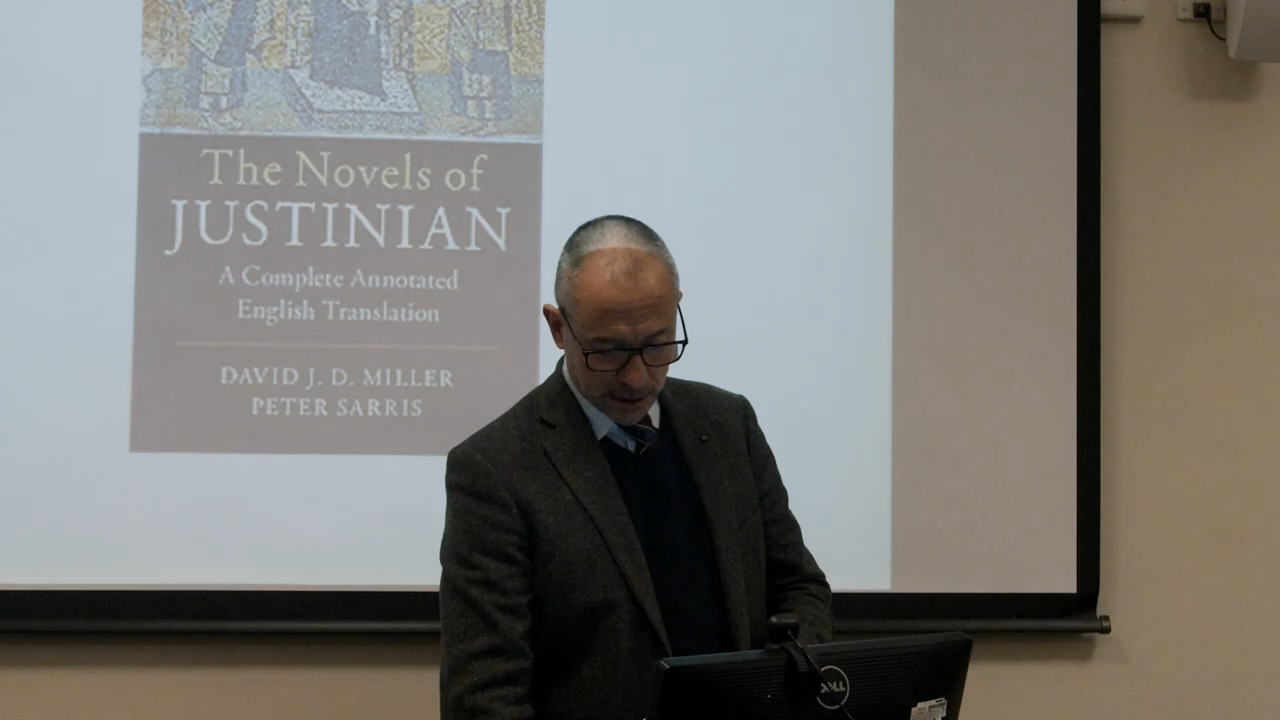 The Novels of
JUSTINIAN
A Complete Annotated
English Translation
DAVID J. D. MILLER
PETER SARRIS
DELL